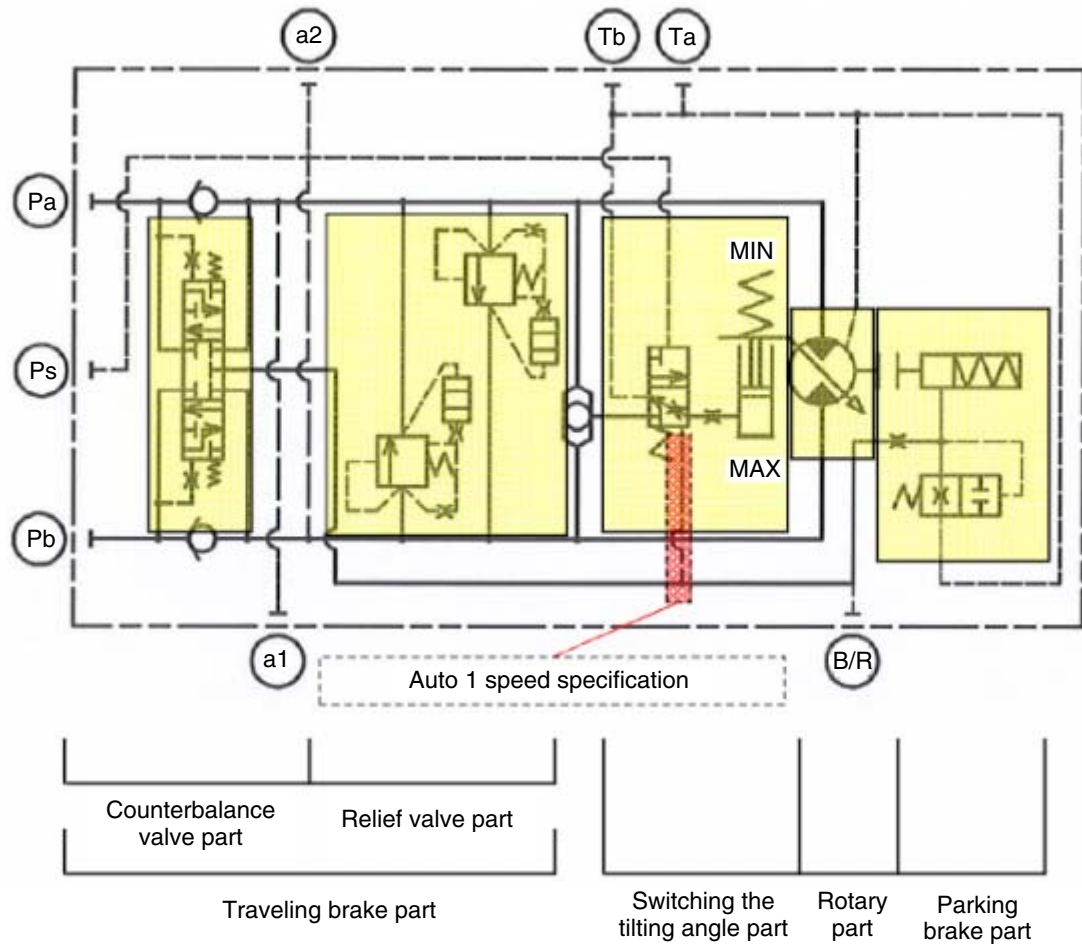 a2
Tb
Ta
Pa
MIN
Ps
MAX
Pb
a1
B/R
Auto 1 speed specification
Counterbalance
valve part
Relief valve part
Traveling brake part
Switching the
tilting angle part
Rotary
part
Parking
brake part